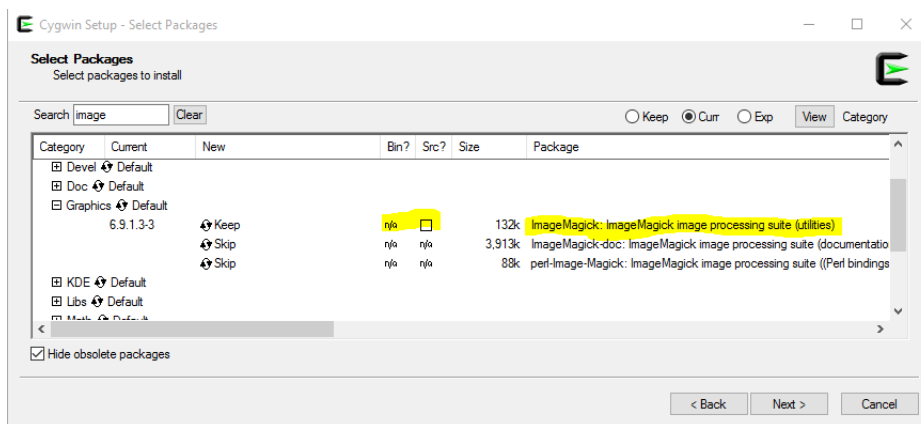 Cygwin Setup - Select Packages
Select Packages
Select packages to install
Search image Clear Keep Curr Exp View Category
Category Current New Bin? Src? Size Package
Devel Default
Doc Default
Graphics Default
6.9.1.3-3 Keep n/a 132k ImageMagick: ImageMagick image processing suite (utilities)
Skip n/a n/a 3,913k ImageMagick-doc: ImageMagick image processing suite (documentatio
Skip n/a n/a 88k perl-Image-Magick: ImageMagick image processing suite ((Perl bindings
KDE Default
Libs Default
Math Default
Hide obsolete packages
< Back Next > Cancel